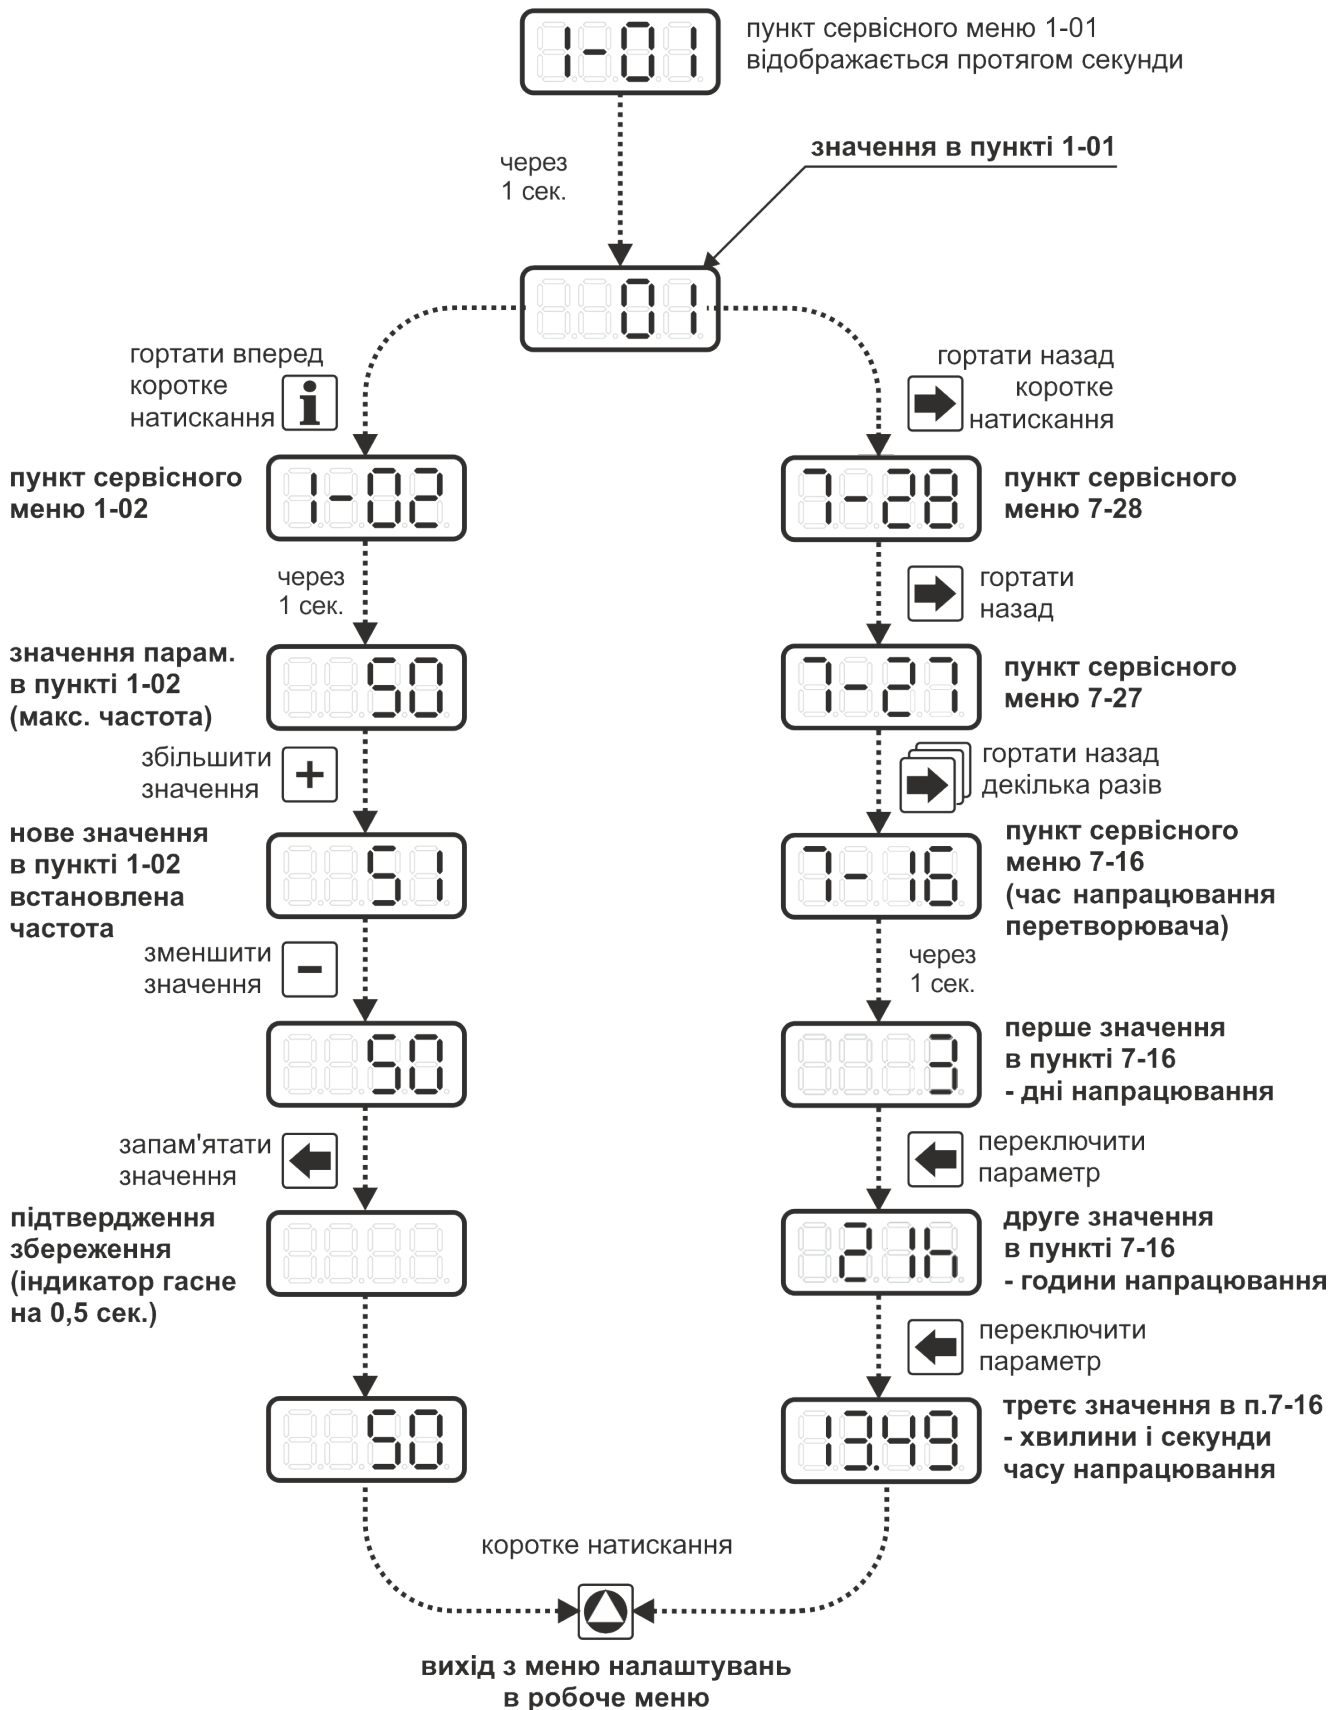 1-01
пункт сервісного меню 1-01
відображається протягом секунди
через
1 сек.
значення в пункті 1-01
01
гортати вперед
коротке
натискання
i
пункт сервісного
меню 1-02
1-02
через
1 сек.
значення парам.
в пункті 1-02
(макс. частота)
50
збільшити
значення
+
нове значення
в пункті 1-02
встановлена
частота
51
зменшити
значення
-
50
запам'ятати
значення
підтвердження
збереження
(індикатор гасне
на 0,5 сек.)
50
гортати назад
коротке
натискання
7-28
пункт сервісного
меню 7-28
гортати
назад
7-27
пункт сервісного
меню 7-27
гортати назад
декілька разів
7-16
пункт сервісного
меню 7-16
(час напрацювання
перетворювача)
через
1 сек.
3
перше значення
в пункті 7-16
- дні напрацювання
переключити
параметр
21h
друге значення
в пункті 7-16
- години напрацювання
переключити
параметр
13.49
третє значення в п.7-16
- хвилини і секунди
часу напрацювання
коротке натискання
вихід з меню налаштувань
в робоче меню